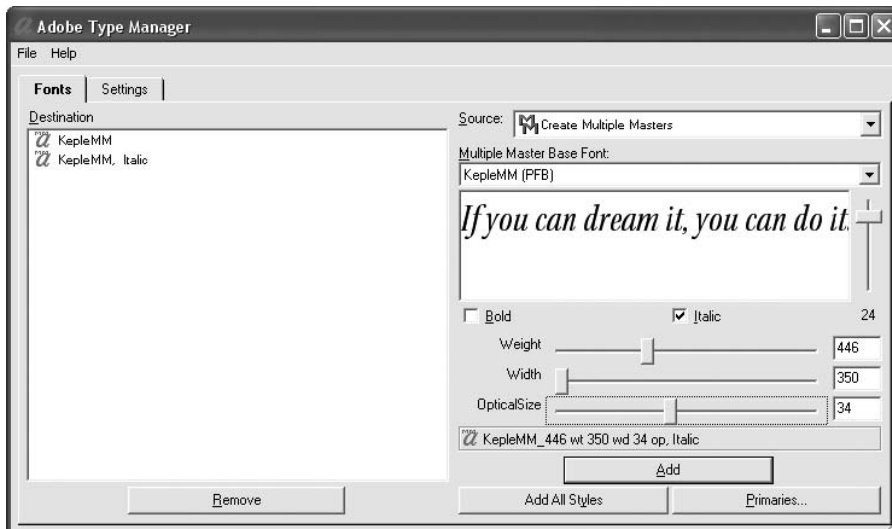 Adobe Type Manager
File Help
Fonts Settings
Destination
KepleMM
KepleMM, Italic
Remove
Source: Create Multiple Masters
Multiple Master Base Font:
KepleMM (PFB)
If you can dream it, you can do it.
Bold Italic 24
Weight 446
Width 350
OpticalSize 34
KepleMM_446 wt 350 wd 34 op, Italic
Add
Add All Styles Primaries...